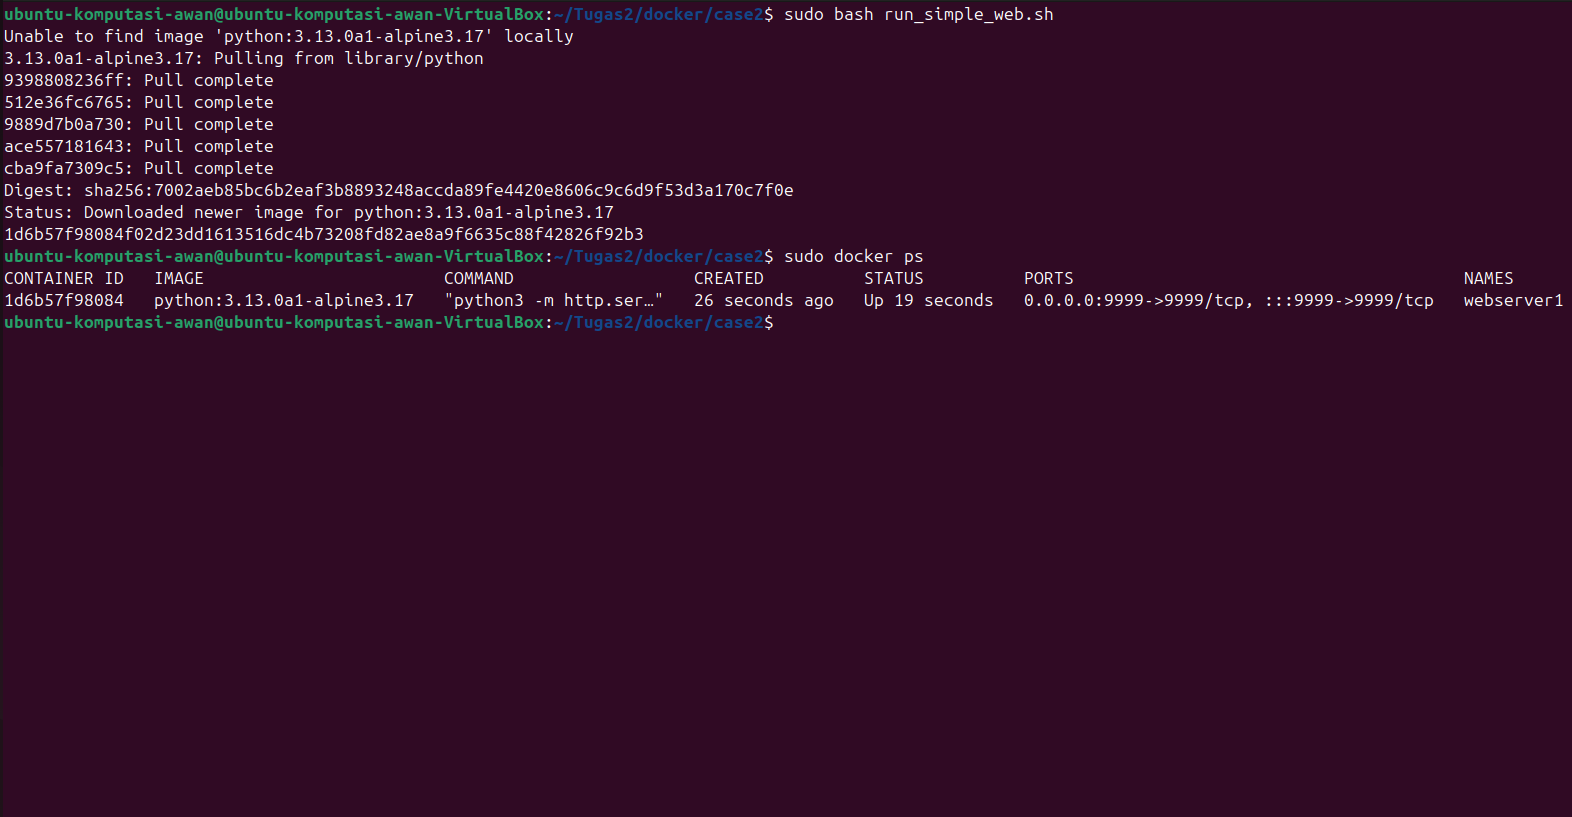 ubuntu-komputasi-awan@ubuntu-komputasi-awan-VirtualBox:~/Tugas2/docker/case2$ sudo bash run_simple_web.sh
Unable to find image 'python:3.13.0a1-alpine3.17' locally
3.13.0a1-alpine3.17: Pulling from library/python
9398808236ff: Pull complete
512e36fc6765: Pull complete
9889d7b0a730: Pull complete
ace557181643: Pull complete
cba9fa7309c5: Pull complete
Digest: sha256:7002aeb85bc6b2eaf3b8893248accda89fe4420e8606c9c6d9f53d3a170c7f0e
Status: Downloaded newer image for python:3.13.0a1-alpine3.17
1d6b57f98084f02d23dd1613516dc4b73208fd82ae8a9f6635c88f42826f92b3
ubuntu-komputasi-awan@ubuntu-komputasi-awan-VirtualBox:~/Tugas2/docker/case2$ sudo docker ps
CONTAINER ID   IMAGE                        COMMAND                  CREATED          STATUS          PORTS                                       NAMES
1d6b57f98084   python:3.13.0a1-alpine3.17   "python3 -m http.ser…"   26 seconds ago   Up 19 seconds   0.0.0.0:9999->9999/tcp, :::9999->9999/tcp   webserver1
ubuntu-komputasi-awan@ubuntu-komputasi-awan-VirtualBox:~/Tugas2/docker/case2$